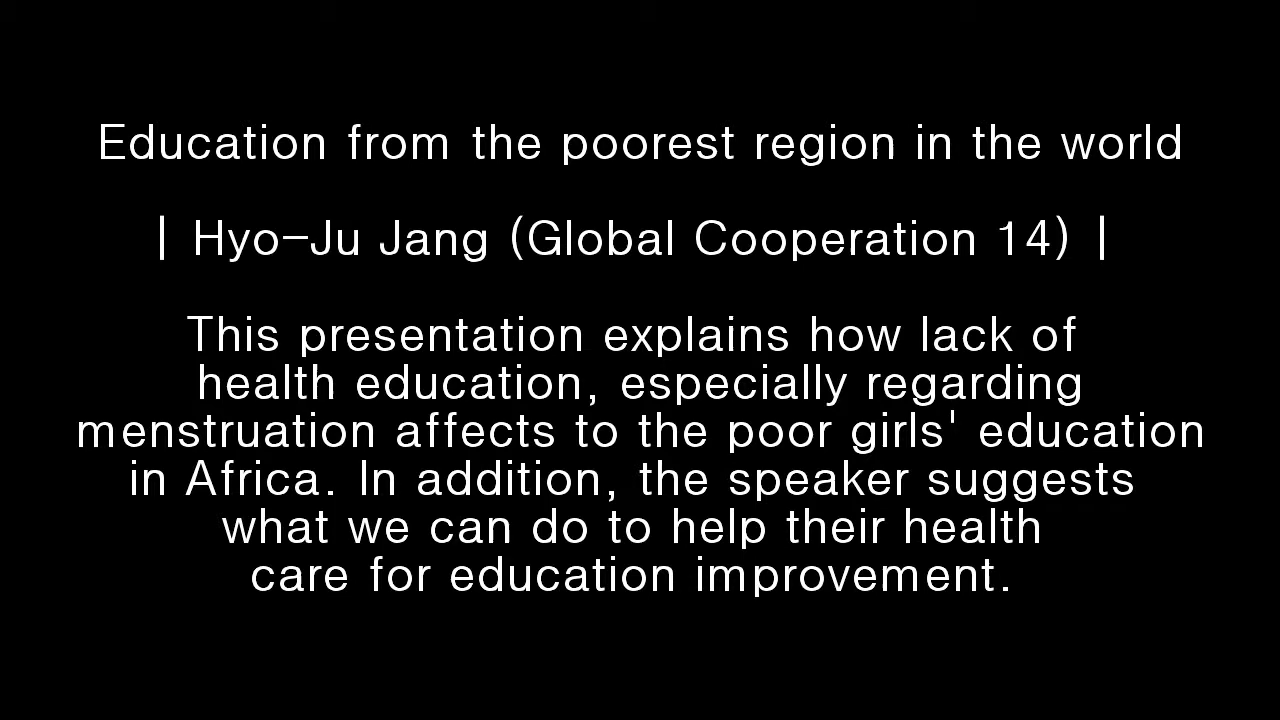 Education from the poorest region in the world
| Hyo-Ju Jang (Global Cooperation 14) |
This presentation explains how lack of
health education, especially regarding
menstruation affects to the poor girls' education
in Africa. In addition, the speaker suggests
what we can do to help their health
care for education improvement.